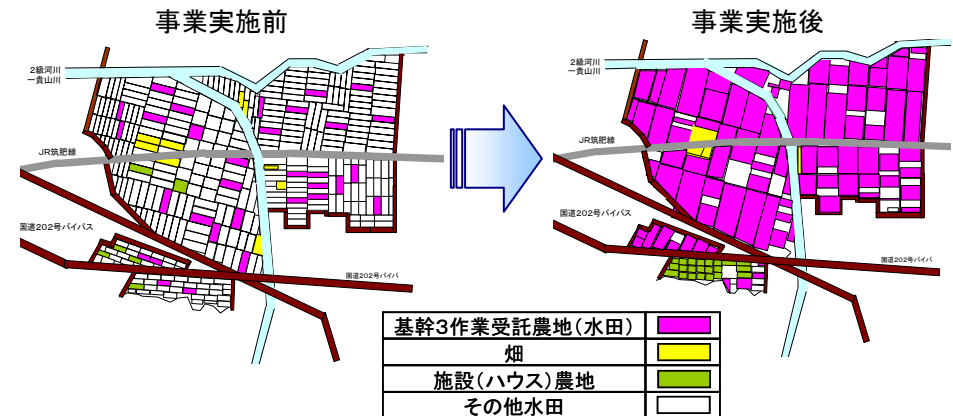 事業実施前
事業実施後
2級河川
一貴山川
2級河川
一貴山川
JR筑肥線
JR筑肥線
国道202号バイパス
国道202号バイパス
国道202号バイパ
国道202号バイパ
基幹3作業受託農地(水田)
畑
施設(ハウス)農地
その他水田